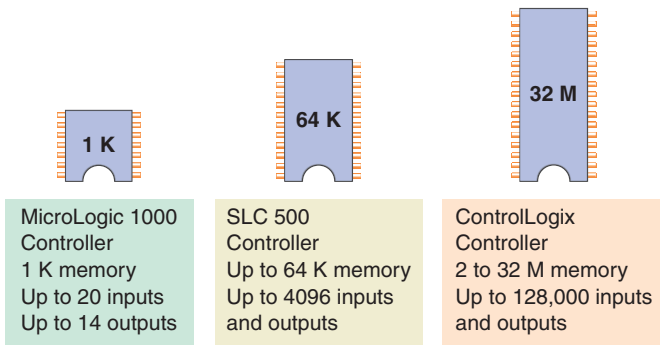 1 K
64 K
32 M
MicroLogic 1000
Controller
1 K memory
Up to 20 inputs
Up to 14 outputs
SLC 500
Controller
Up to 64 K memory
Up to 4096 inputs
and outputs
ControlLogix
Controller
2 to 32 M memory
Up to 128,000 inputs
and outputs